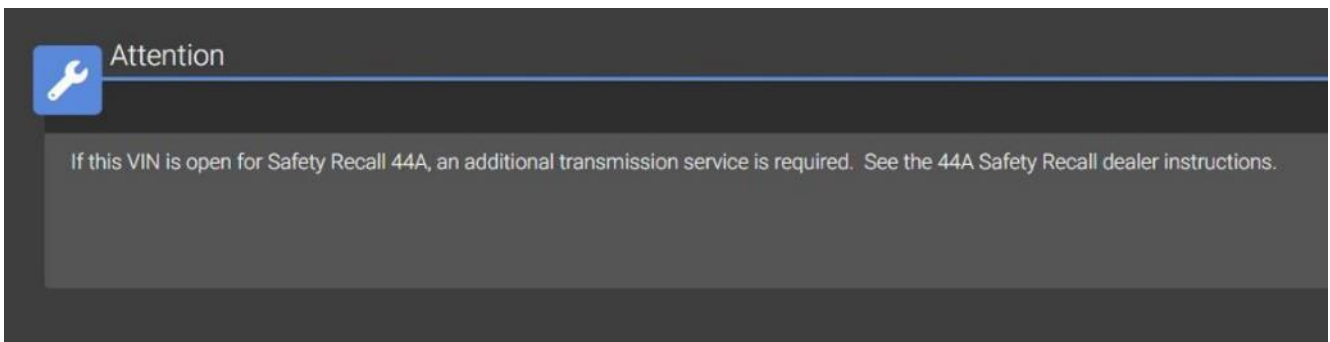 Attention
If this VIN is open for Safety Recall 44A, an additional transmission service is required.  See the 44A Safety Recall dealer instructions.